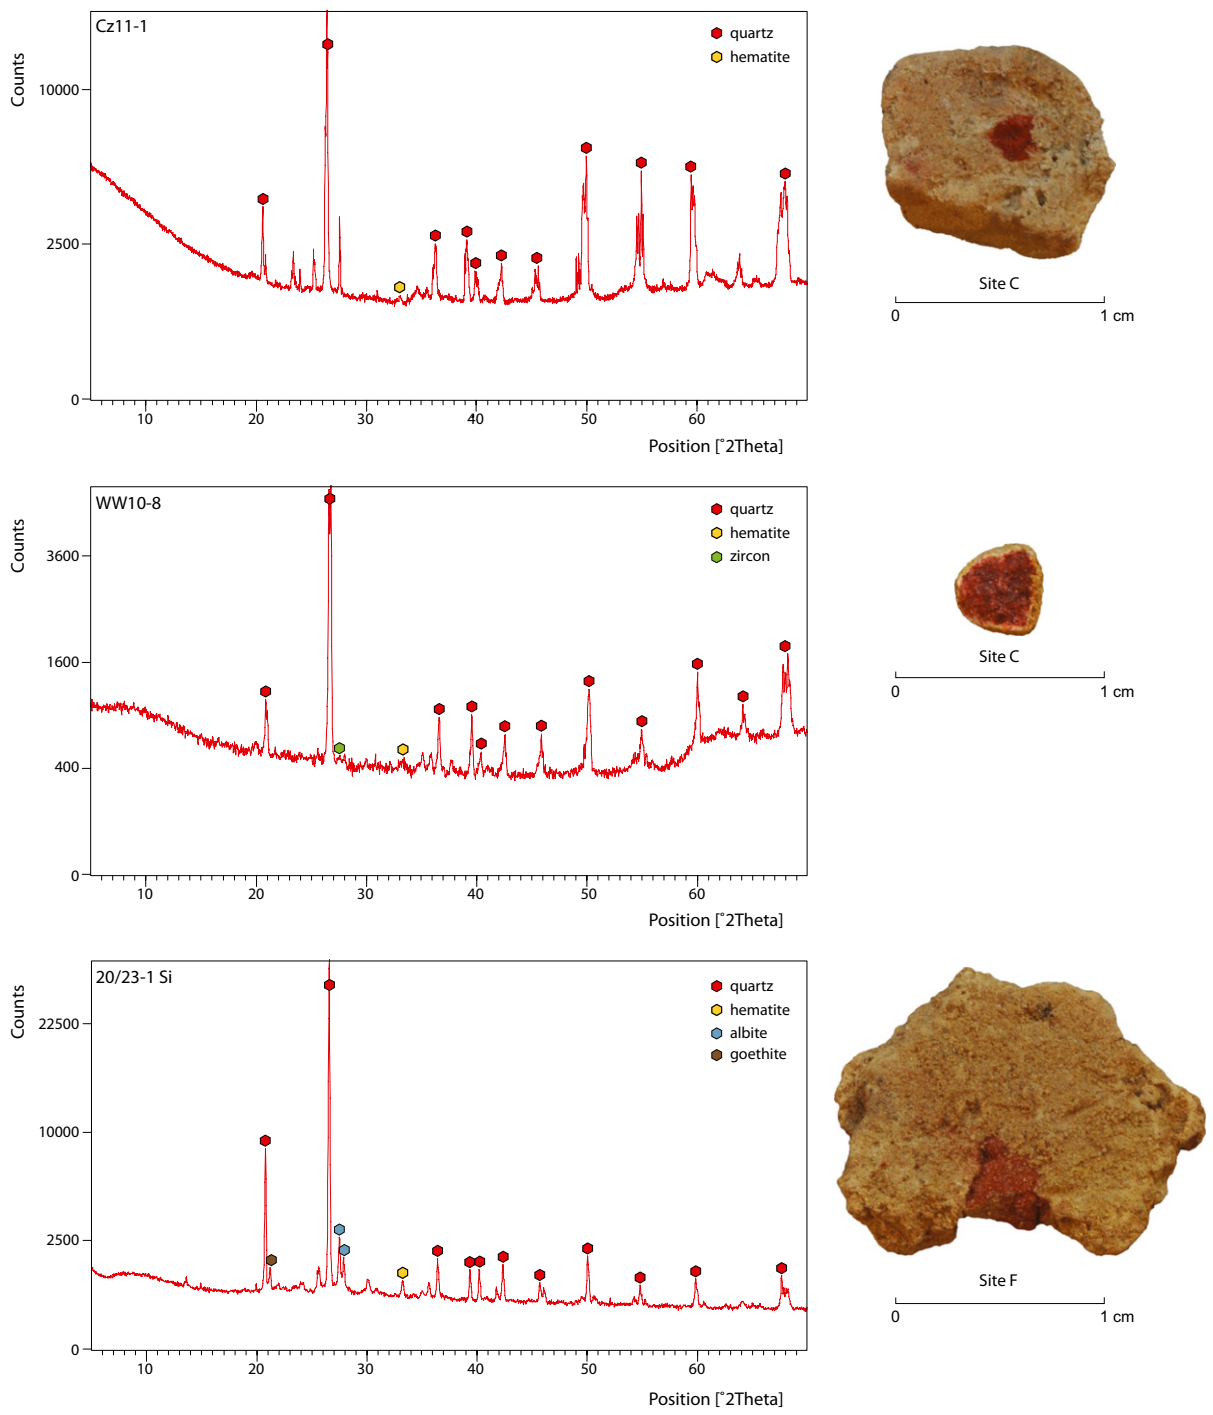 Cz11-1
Counts
quartz
hematite
10000
2500
0
10 20 30 40 50 60
Position [°2Theta]
Site C
0 1 cm
WW10-8
Counts
quartz
hematite
zircon
3600
1600
400
0
10 20 30 40 50 60
Position [°2Theta]
Site C
0 1 cm
20/23-1 Si
Counts
quartz
hematite
albite
goethite
22500
10000
2500
0
10 20 30 40 50 60
Position [°2Theta]
Site F
0 1 cm